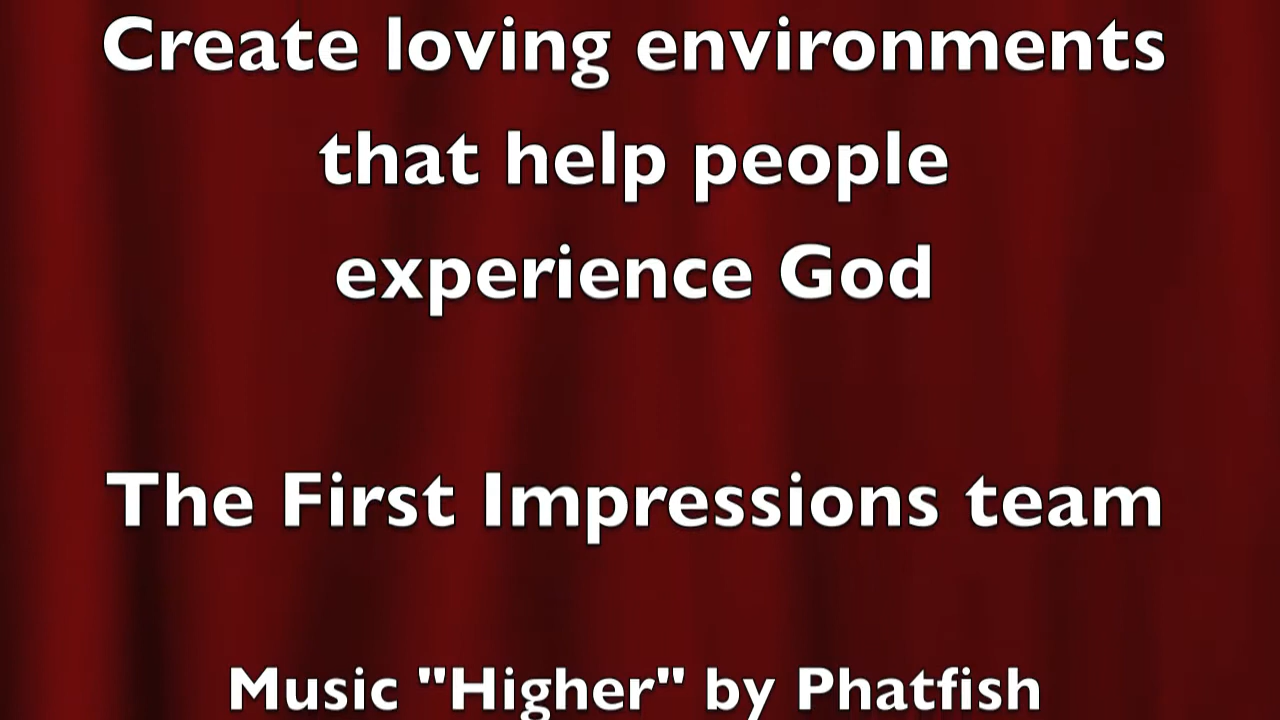 Create loving environments
that help people
experience God
The First Impressions team
Music "Higher" by Phatfish